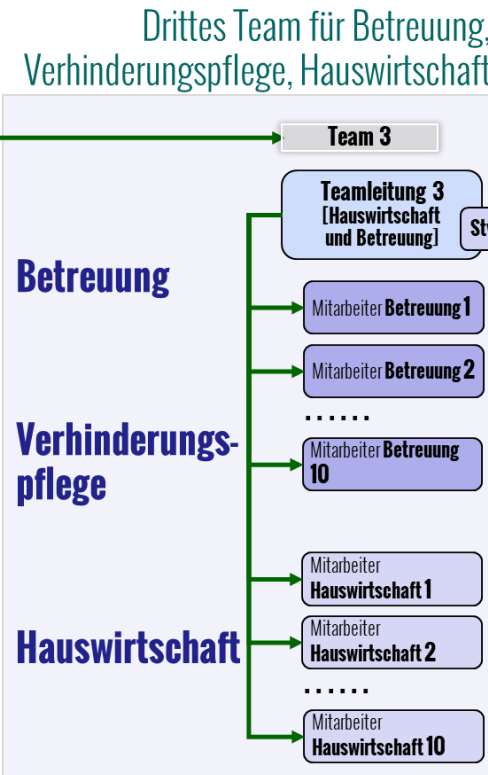 Drittes Team für Betreuung,
Verhinderungspflege, Hauswirtschaft
Team 3
Teamleitung 3
[Hauswirtschaft
und Betreuung]
Betreuung
Mitarbeiter Betreuung 1
Mitarbeiter Betreuung 2
......
Verhinderungs-
pflege
Mitarbeiter Betreuung
10
Mitarbeiter
Hauswirtschaft 1
Hauswirtschaft
Mitarbeiter
Hauswirtschaft 2
......
Mitarbeiter
Hauswirtschaft 10